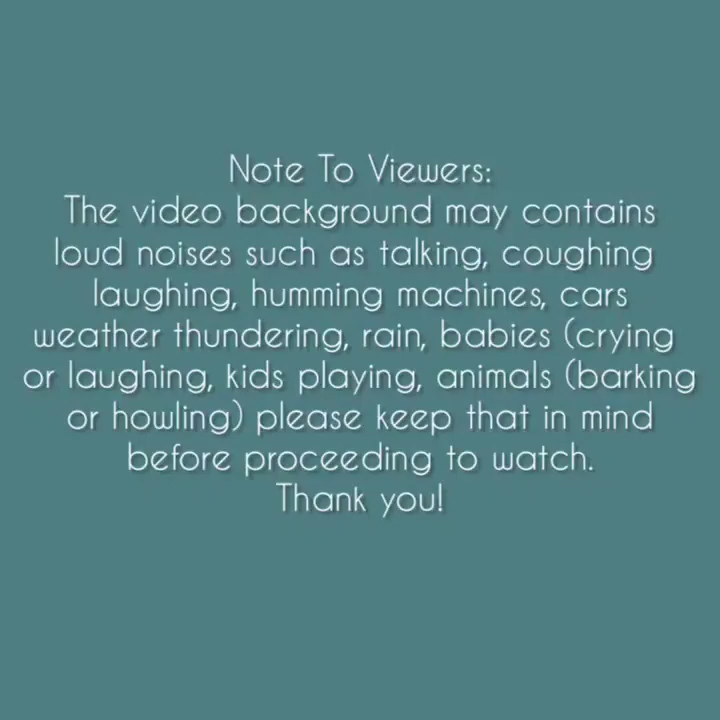 Note To Viewers:
The video background may contains
loud noises such as talking, coughing
laughing, humming machines, cars
weather thundering, rain, babies (crying
or laughing, kids playing, animals (barking
or howling) please keep that in mind
before proceeding to watch.
Thank you!